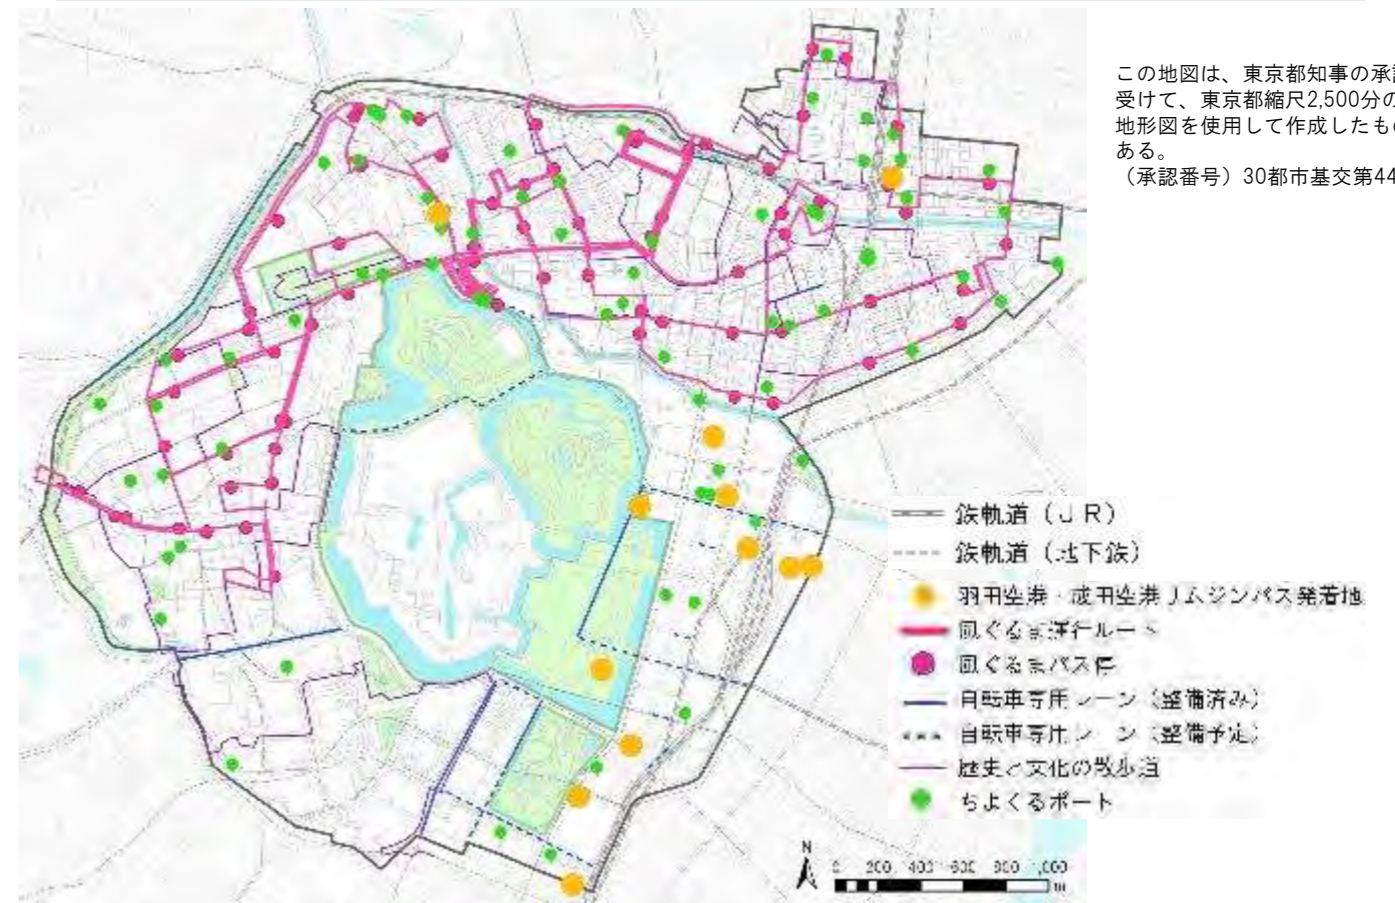 この地図は、東京都知事の承認
受けて、東京都縮尺2,500分の
地形図を使用して作成したもの
ある。
(承認番号)30都市基交第44
鉄軌道(JR)
鉄軌道(地下鉄)
羽田空港・成田空港リムジンバス発着地
風ぐるま運行ルート
風ぐるまバス停
自転車専用レーン(整備済み)
自転車専用レーン(整備予定)
歴史と文化の散歩道
ちよくるポート
N
0 200 400 600 800 1,000
m